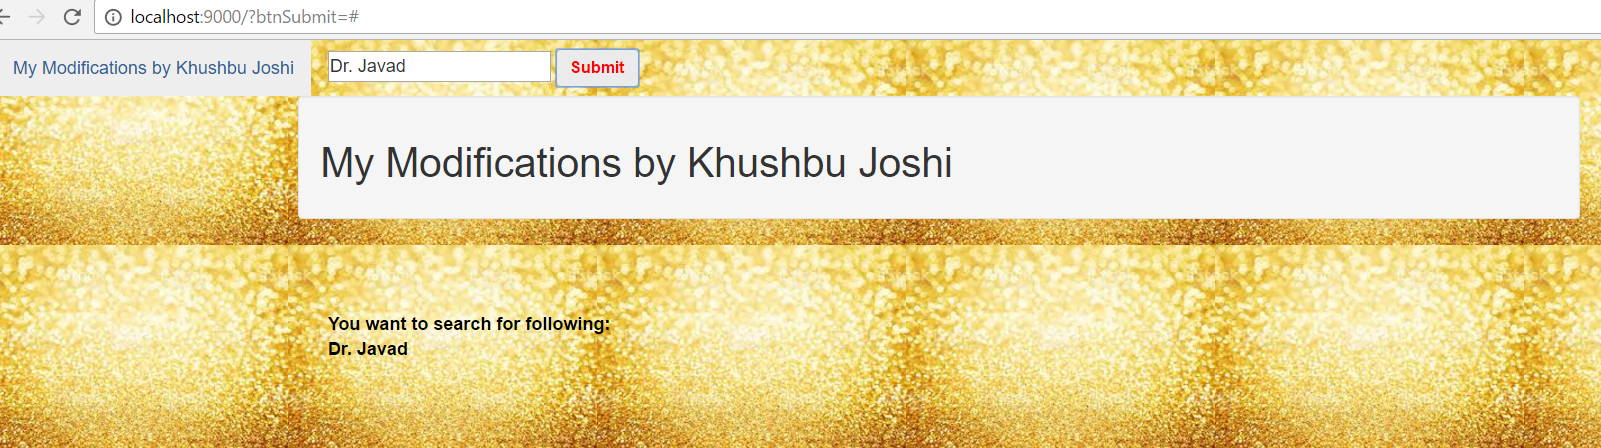 localhost:9000/?btnSubmit=#
My Modifications by Khushbu Joshi
Dr. Javad
Submit
My Modifications by Khushbu Joshi
You want to search for following:
Dr. Javad